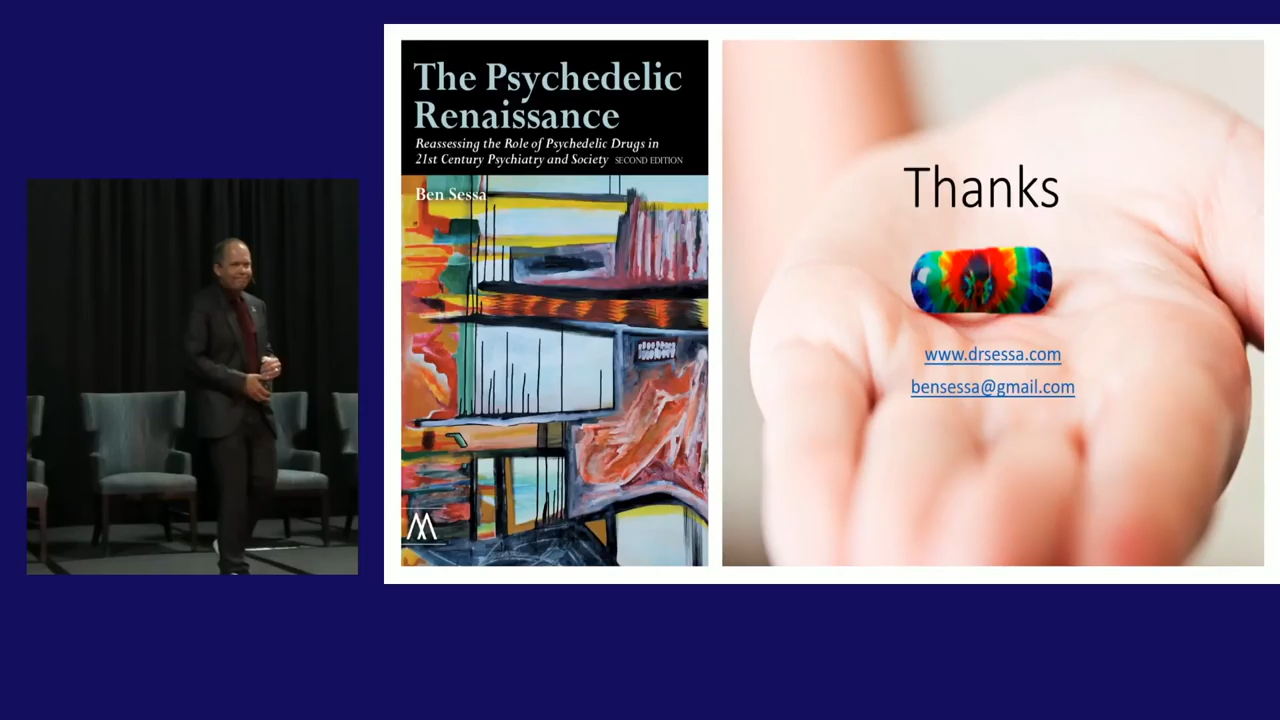 The Psychedelic
Renaissance
Reassessing the Role of Psychedelic Drugs in
21st Century Psychiatry and Society SECOND EDITION
Ben Sessa
Thanks
www.drsessa.com
bensessa@gmail.com